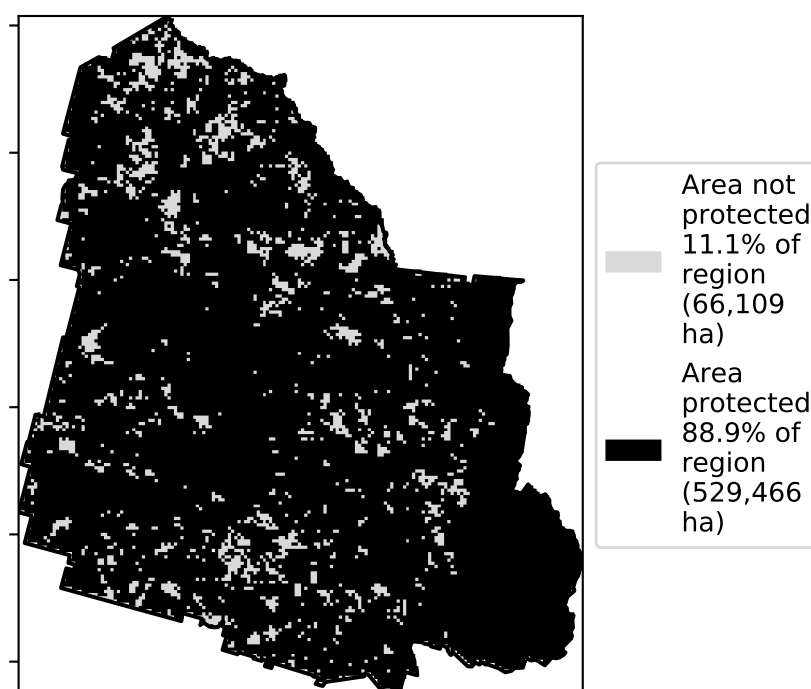 Area not
protected
11.1% of
region
(66,109
ha)
Area
protected
88.9% of
region
(529,466
ha)